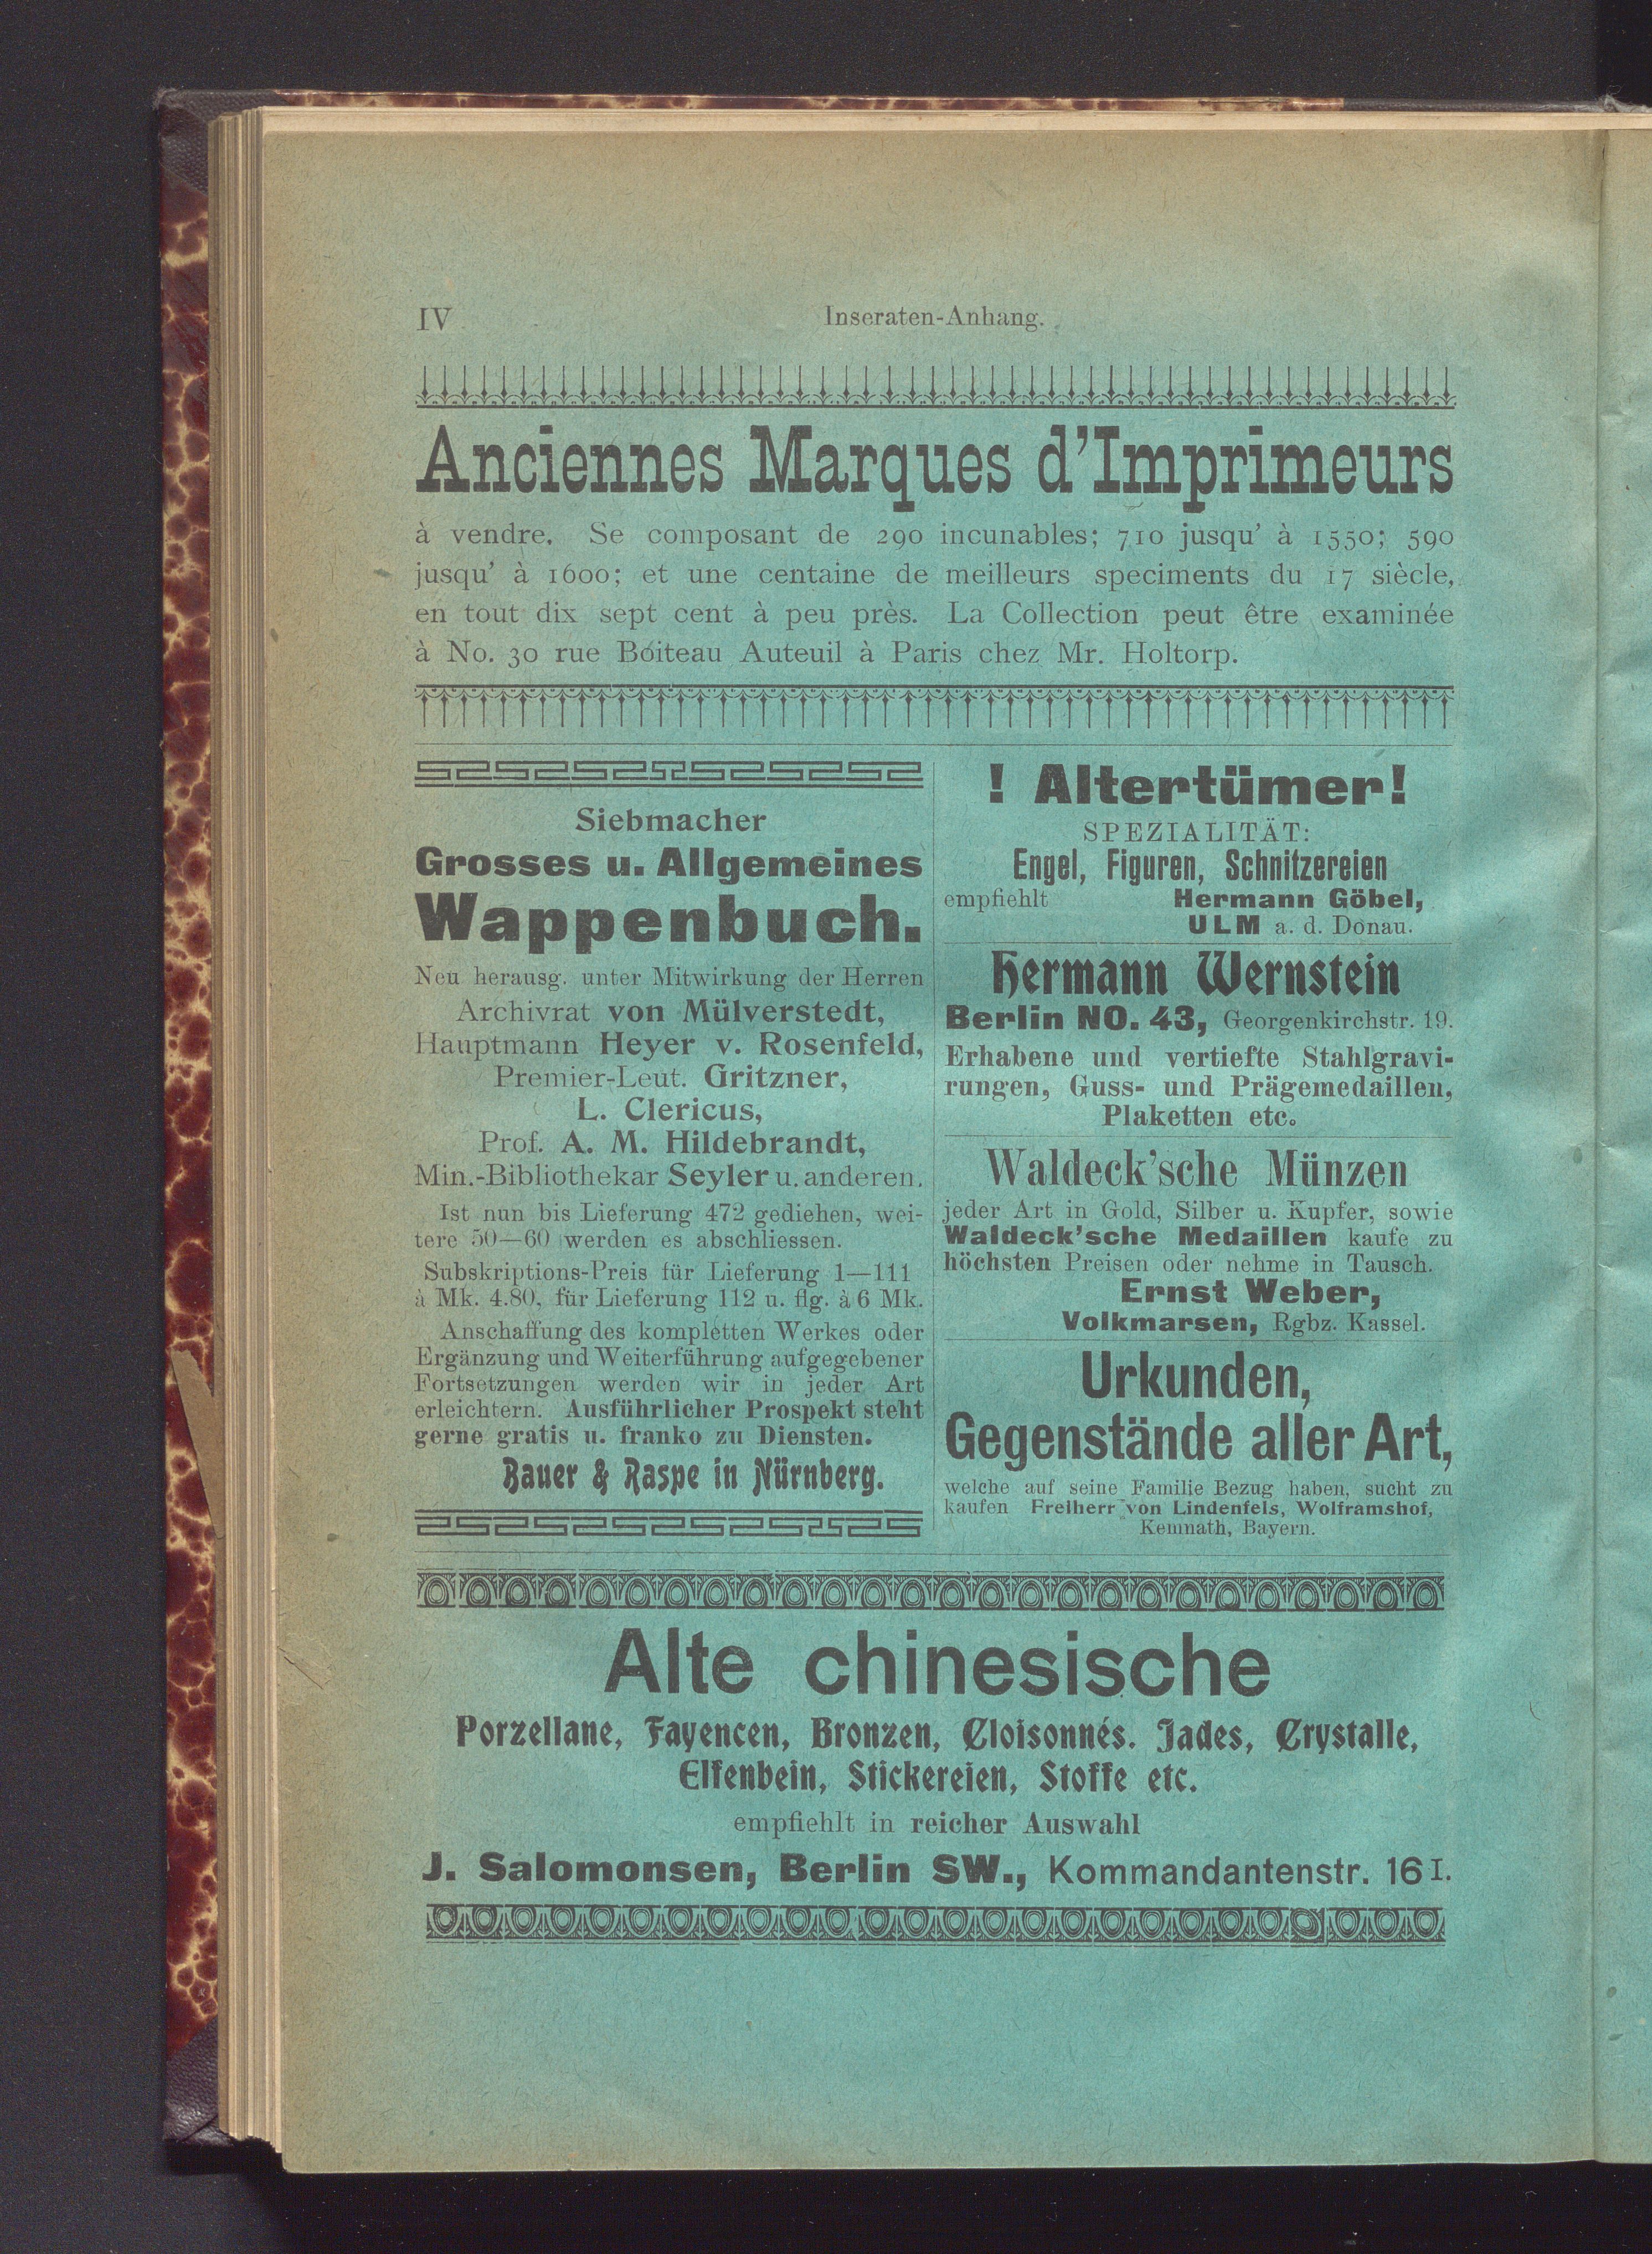 IV
Inseraten-Anhang.
Anciennes Marques d'Imprimeurs
à vendre. Se composant de 290 incunables; 710 jusqu' à 1550; 590
jusqu' à 1600; et une centaine de meilleurs speciments du 17 siècle,
en tout dix sept cent à peu près. La Collection peut être examinée
à No. 30 rue Boiteau Auteuil à Paris chez Mr. Holtorp.
Siebmacher
Grosses u. Allgemeines
Wappenbuch.
Neu herausg. unter Mitwirkung der Herren
Archivrat von Mülverstedt,
Hauptmann Heyer v. Rosenfeld,
Premier-Leut. Gritzner,
L. Clericus,
Prof. A. M. Hildebrandt,
Min.-Bibliothekar Seyler u. anderen.
Ist nun bis Lieferung 472 gediehen, wei-
tere 50—60 werden es abschliessen.
Subskriptions-Preis für Lieferung 1—111
à Mk. 4.80, für Lieferung 112 u. flg. à 6 Mk.
Anschaffung des kompletten Werkes oder
Ergänzung und Weiterführung aufgegebener
Fortsetzungen werden wir in jeder Art
erleichtern. Ausführlicher Prospekt steht
gerne gratis u. franko zu Diensten.
Bauer & Raspe in Nürnberg.
! Altertümer!
SPEZIALITÄT:
Engel, Figuren, Schnitzereien
empfiehlt Hermann Göbel,
ULM a. d. Donau.
Hermann Wernstein
Berlin NO. 43, Georgenkirchstr. 19.
Erhabene und vertiefte Stahlgravi-
rungen, Guss- und Prägemedaillen,
Plaketten etc.
Waldeck'sche Münzen
jeder Art in Gold, Silber u. Kupfer, sowie
Waldeck'sche Medaillen kaufe zu
höchsten Preisen oder nehme in Tausch.
Ernst Weber,
Volkmarsen, Rgbz. Kassel.
Urkunden,
Gegenstände aller Art,
welche auf seine Familie Bezug haben, sucht zu
kaufen Freiherr von Lindenfels, Wolframshof,
Kemnath, Bayern.
Alte chinesische
Porzellane, Fayencen, Bronzen, Cloisonnés. Jades, Crystalle,
Elfenbein, Stickereien, Stoffe etc.
empfiehlt in reicher Auswahl
J. Salomonsen, Berlin SW., Kommandantenstr. 16 I.